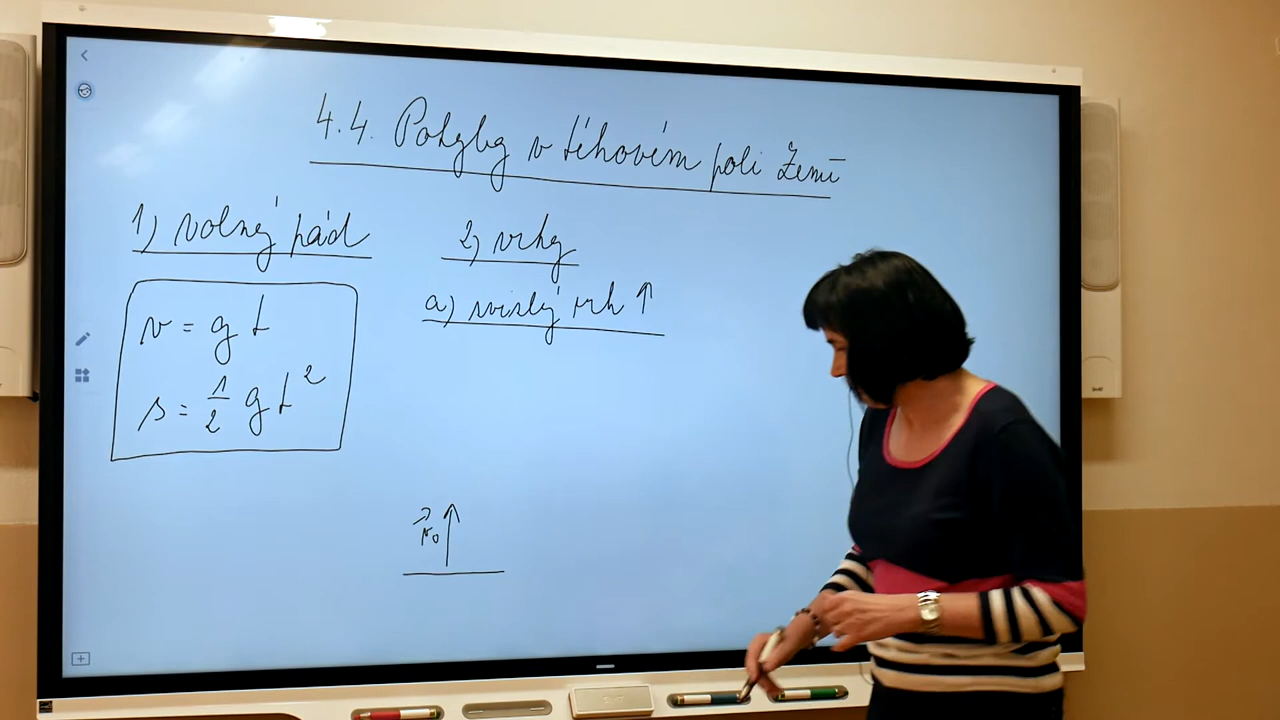 4.4. Pohyby v tíhovém poli Země
1) volný pád
v = g t
s = 1/2 g t²
2) vrhy
a) svislý vrh ↑
v₀